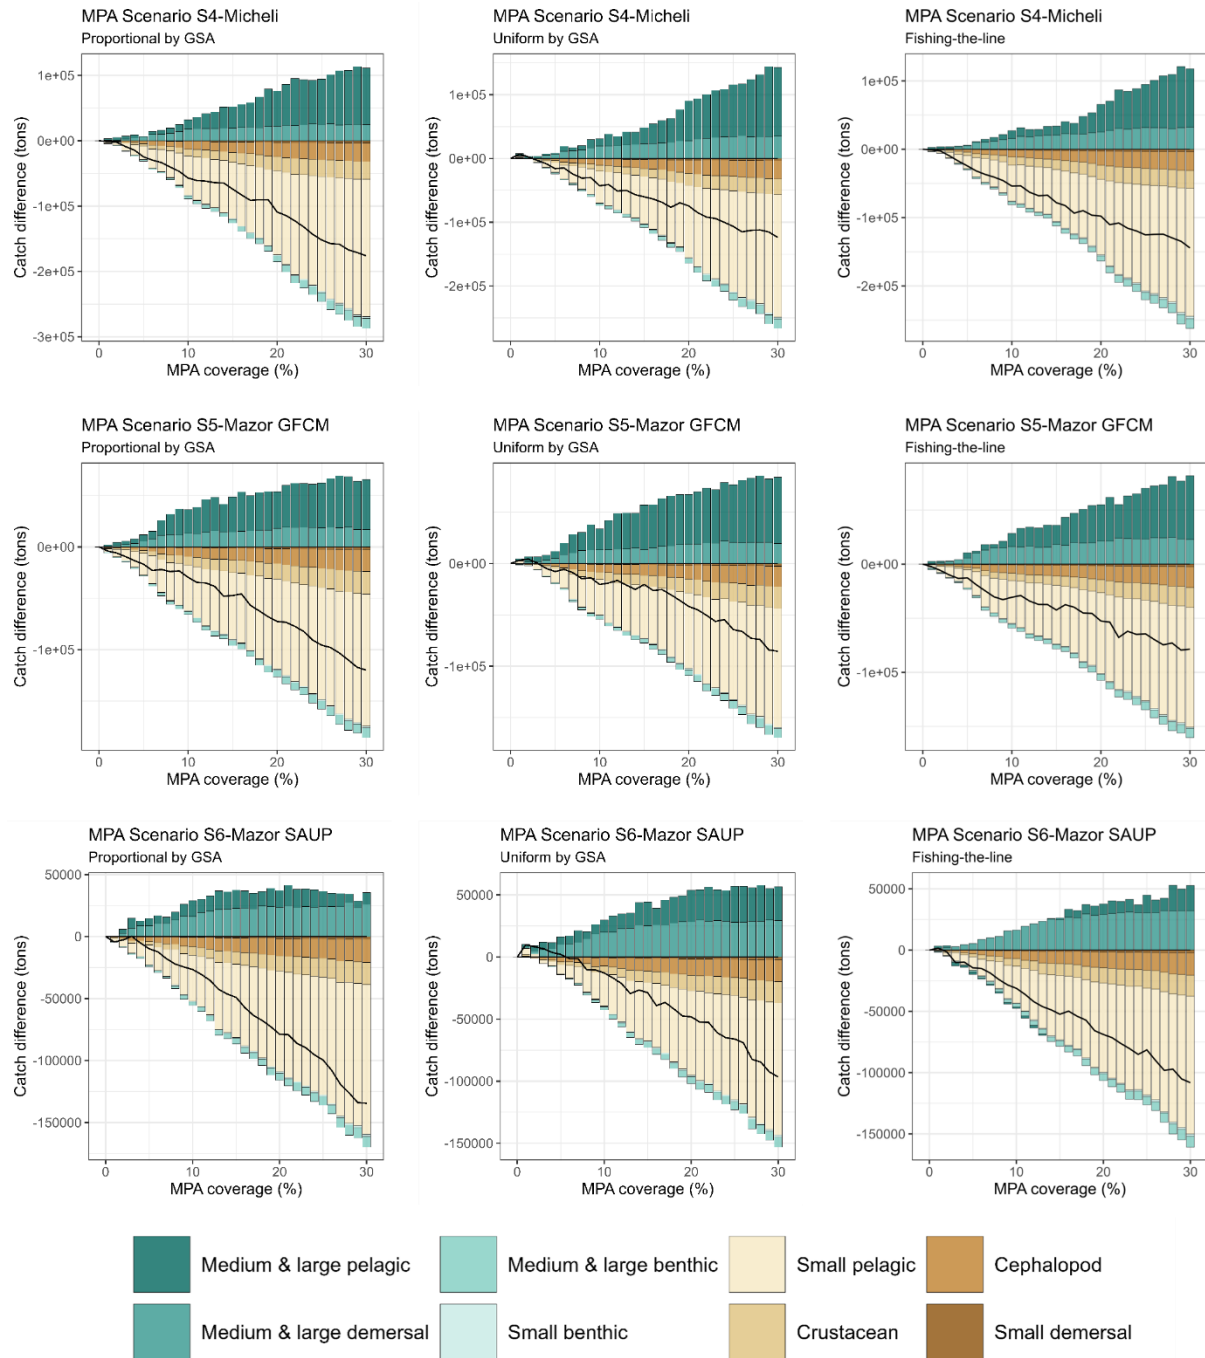 MPA Scenario S4-Micheli
Proportional by GSA
1e+05
0e+00
-1e+05
-2e+05
-3e+05
Catch difference (tons)
0 10 20 30
MPA coverage (%)
MPA Scenario S4-Micheli
Uniform by GSA
1e+05
0e+00
-1e+05
-2e+05
Catch difference (tons)
0 10 20 30
MPA coverage (%)
MPA Scenario S4-Micheli
Fishing-the-line
1e+05
0e+00
-1e+05
-2e+05
Catch difference (tons)
0 10 20 30
MPA coverage (%)
MPA Scenario S5-Mazor GFCM
Proportional by GSA
0e+00
-1e+05
Catch difference (tons)
0 10 20 30
MPA coverage (%)
MPA Scenario S5-Mazor GFCM
Uniform by GSA
0e+00
-1e+05
Catch difference (tons)
0 10 20 30
MPA coverage (%)
MPA Scenario S5-Mazor GFCM
Fishing-the-line
0e+00
-1e+05
Catch difference (tons)
0 10 20 30
MPA coverage (%)
MPA Scenario S6-Mazor SAUP
Proportional by GSA
50000
0
-50000
-100000
-150000
Catch difference (tons)
0 10 20 30
MPA coverage (%)
MPA Scenario S6-Mazor SAUP
Uniform by GSA
50000
0
-50000
-100000
-150000
Catch difference (tons)
0 10 20 30
MPA coverage (%)
MPA Scenario S6-Mazor SAUP
Fishing-the-line
50000
0
-50000
-100000
-150000
Catch difference (tons)
0 10 20 30
MPA coverage (%)
Medium & large pelagic
Medium & large benthic
Small pelagic
Cephalopod
Medium & large demersal
Small benthic
Crustacean
Small demersal